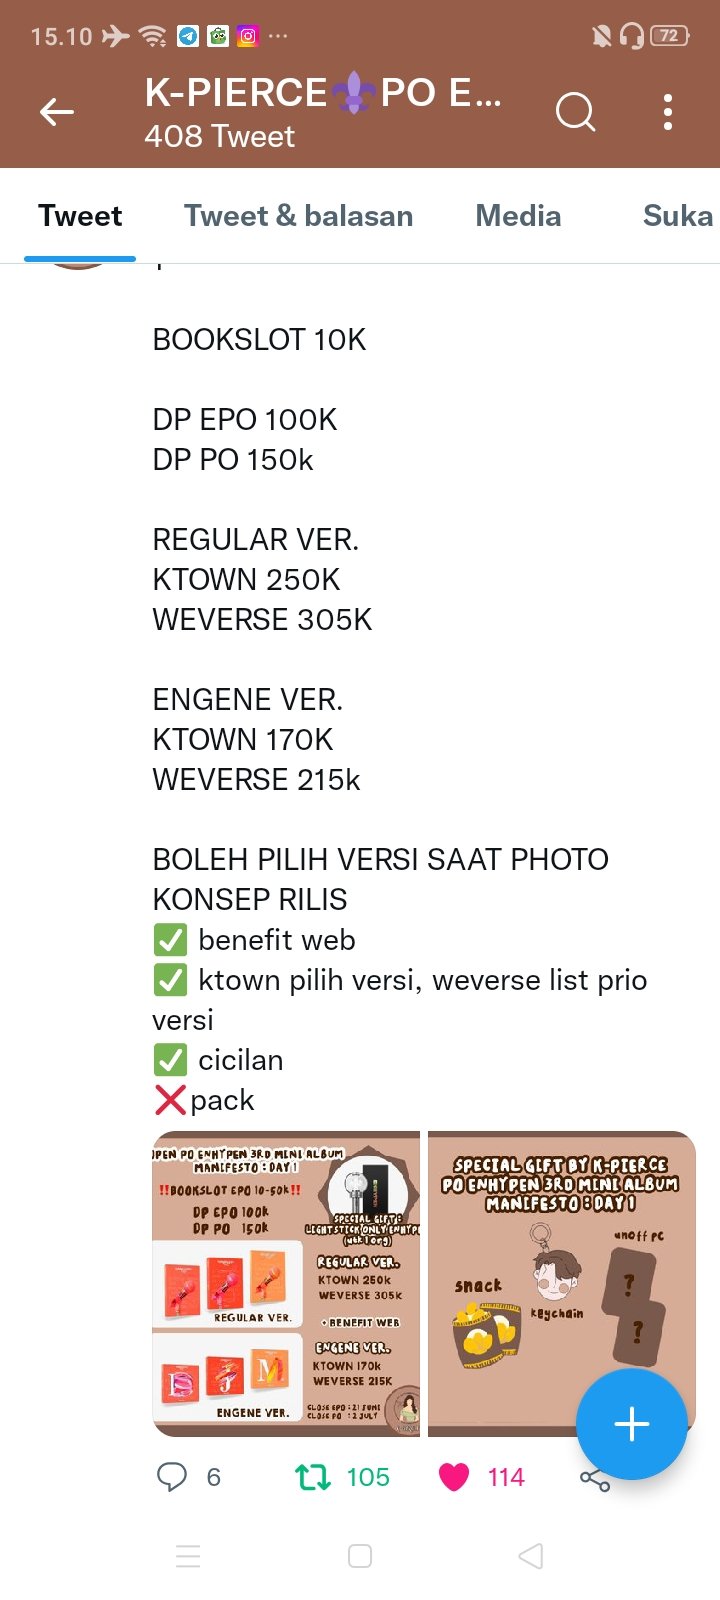 15.10
72
K-PIERCE⚜PO E...
408 Tweet
Tweet
Tweet & balasan
Media
Suka
BOOKSLOT 10K
DP EPO 100K
DP PO 150k
REGULAR VER.
KTOWN 250K
WEVERSE 305K
ENGENE VER.
KTOWN 170K
WEVERSE 215k
BOLEH PILIH VERSI SAAT PHOTO
KONSEP RILIS
✅ benefit web
✅ ktown pilih versi, weverse list prio
versi
✅ cicilan
❌pack
PEN PO ENHYPEN 3RD MINI ALBUM
MANIFESTO : DAY 1
‼BOOKSLOT EPO 10-50K‼
DP EPO 100k
DP PO 150k
SPECIAL GIFT :
LIGHTSTICK ONLY ENHYP
REGULAR VER.
KTOWN 250k
WEVERSE 305k
REGULAR VER.
+ BENEFIT WEB
ENGENE VER.
KTOWN 170k
WEVERSE 215K
D J M
ENGENE VER.
CLOSE EPO : 21 JUNI
CLOSE PO : 2 JULY
SPECIAL GIFT BY K-PIERCE
PO ENHYPEN 3RD MINI ALBUM
MANIFESTO : DAY 1
unoff pc
snack
keychain
?
?
6
105
114